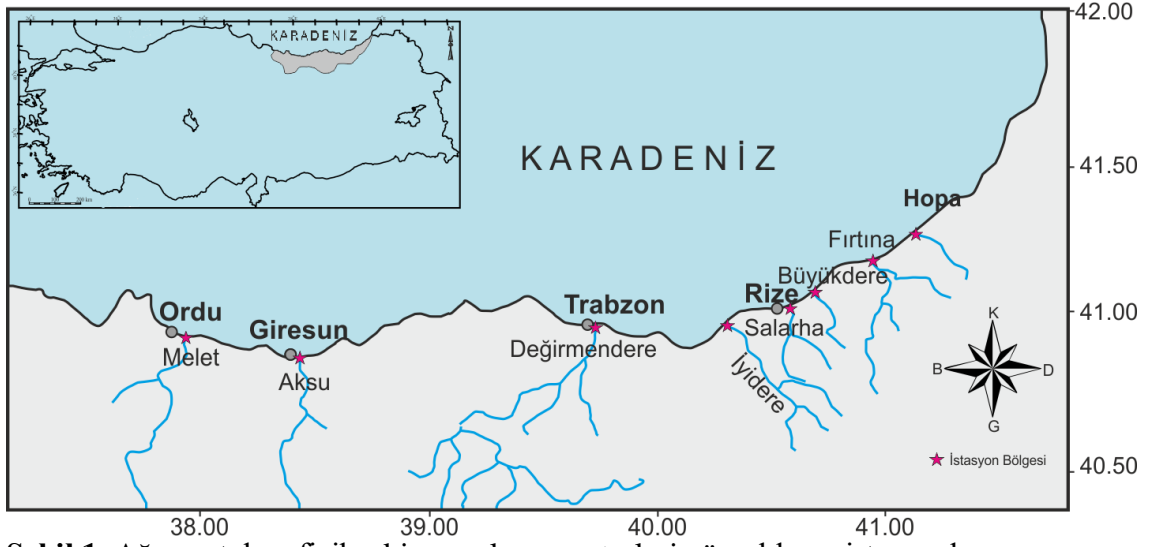 KARADENİZ
N
42.00
KARADENİZ
41.50
Hopa
Fırtına
Büyükdere
Rize
Ordu
Trabzon
41.00
Giresun
Salarha
Melet
Değirmendere
K
Aksu
İyidere
B
D
G
İstasyon Bölgesi
40.50
38.00
39.00
40.00
41.00